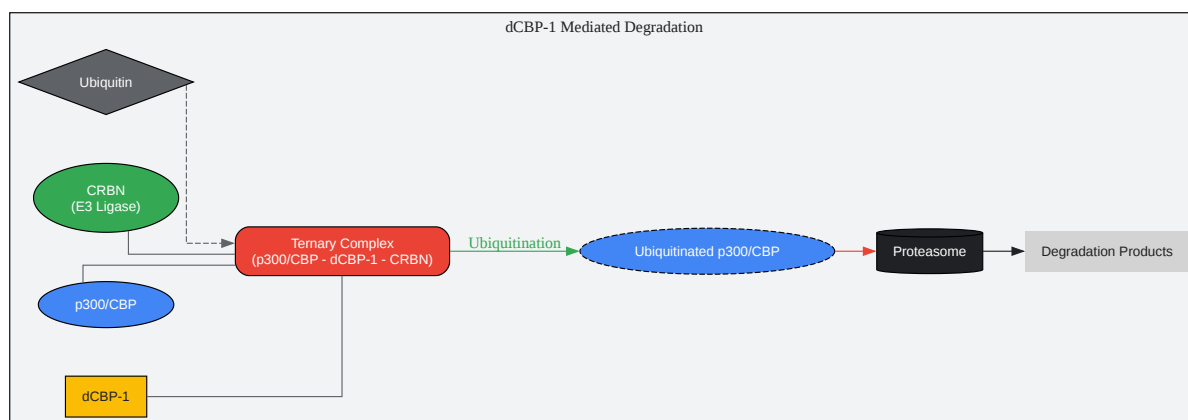 dCBP-1 Mediated Degradation
Ubiquitin
CRBN
(E3 Ligase)
Ternary Complex
(p300/CBP - dCBP-1 - CRBN)
Ubiquitination
Ubiquitinated p300/CBP
Proteasome
Degradation Products
p300/CBP
dCBP-1